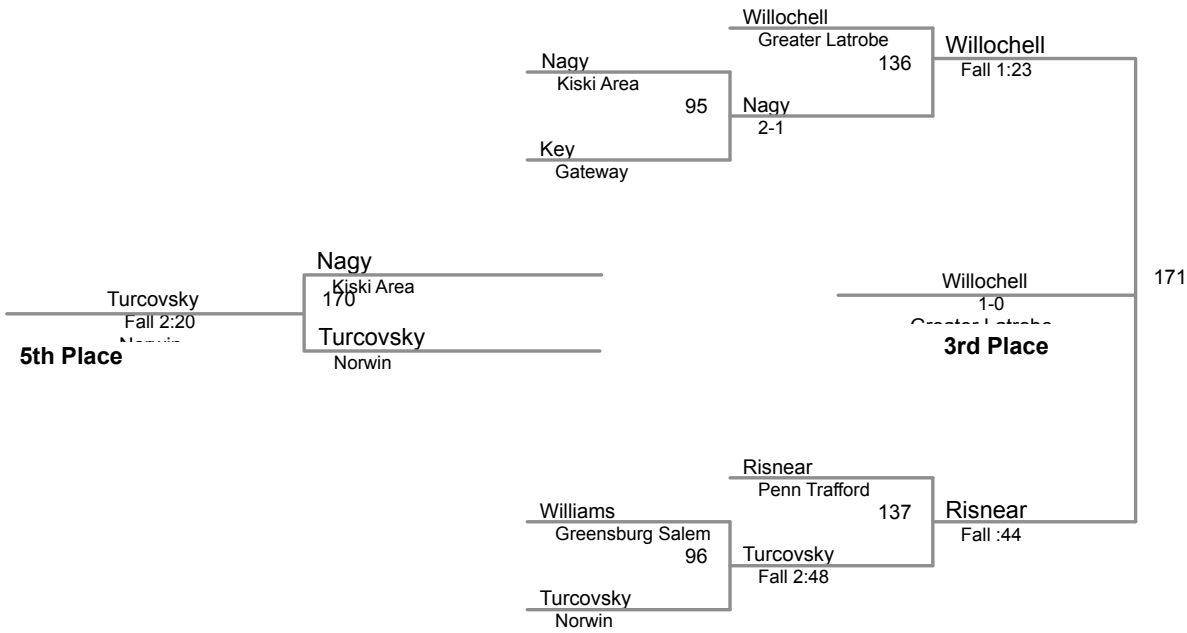 Willochell
Greater Latrobe
136
Willochell
Fall 1:23
Nagy
Kiski Area
95
Nagy
2-1
Key
Gateway
Nagy
Kiski Area
170
Turcovsky
Fall 2:20
Turcovsky
Norwin
5th Place
Willochell
1-0
171
3rd Place
Risnear
Penn Trafford
137
Risnear
Fall :44
Williams
Greensburg Salem
96
Turcovsky
Fall 2:48
Turcovsky
Norwin